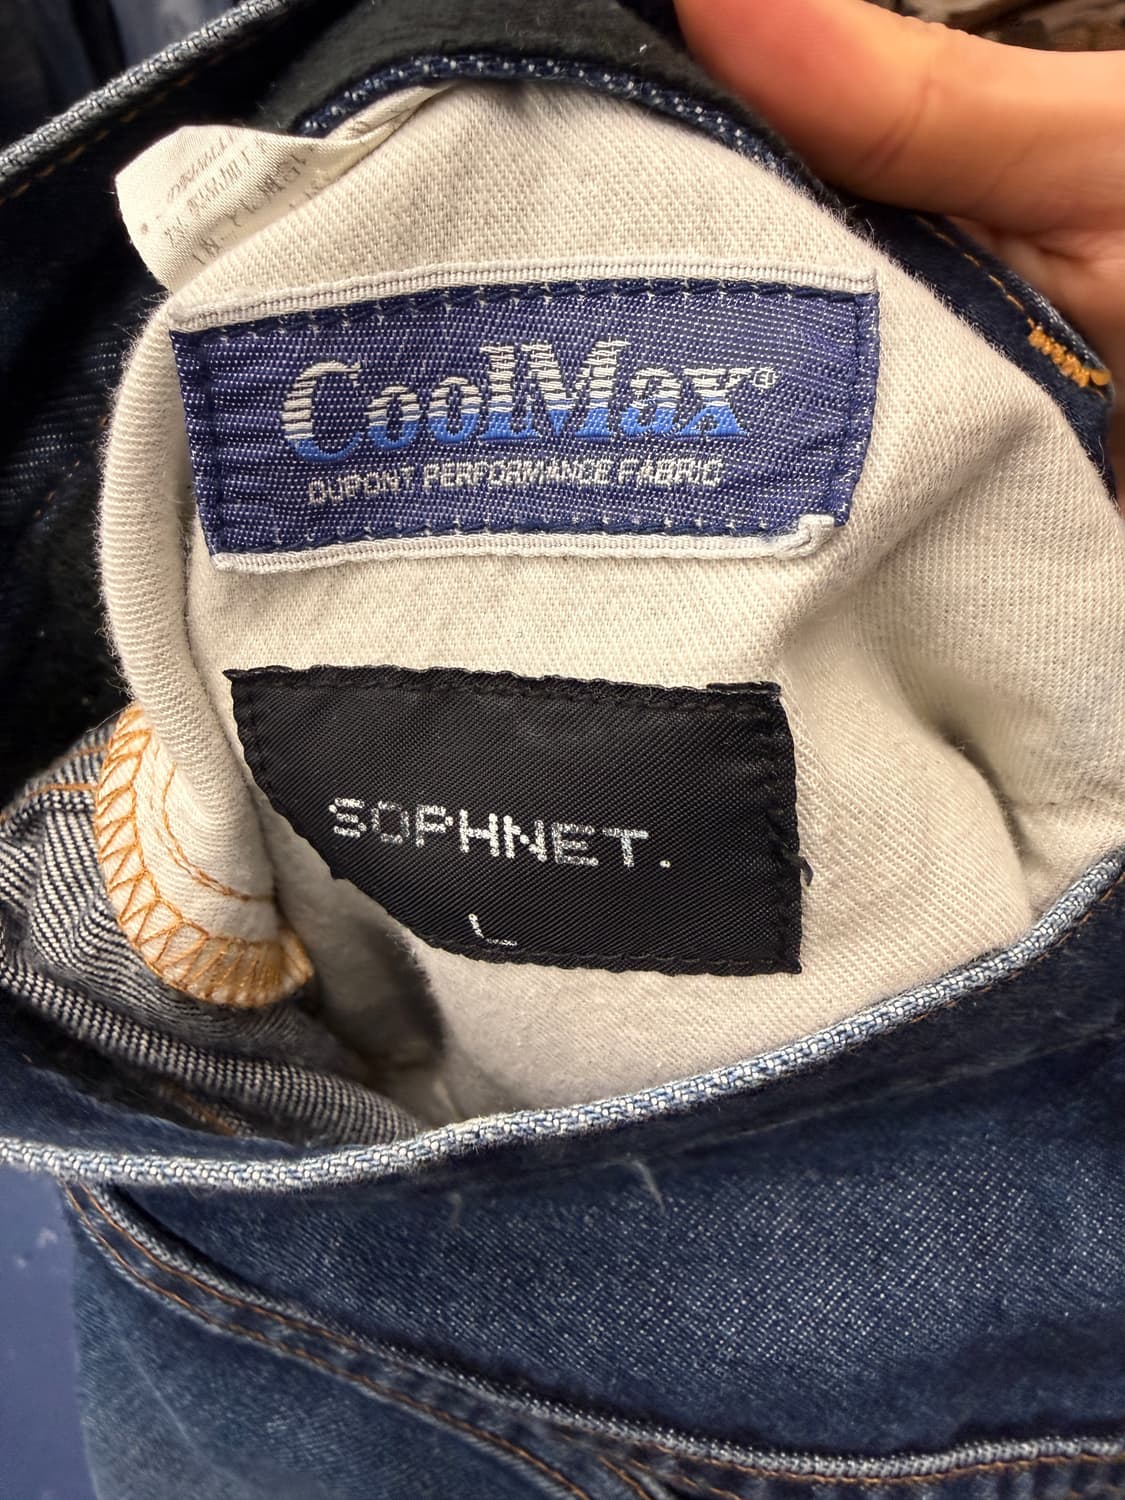 CoolMax®
DUPONT PERFORMANCE FABRIC
SOPHNET.
L